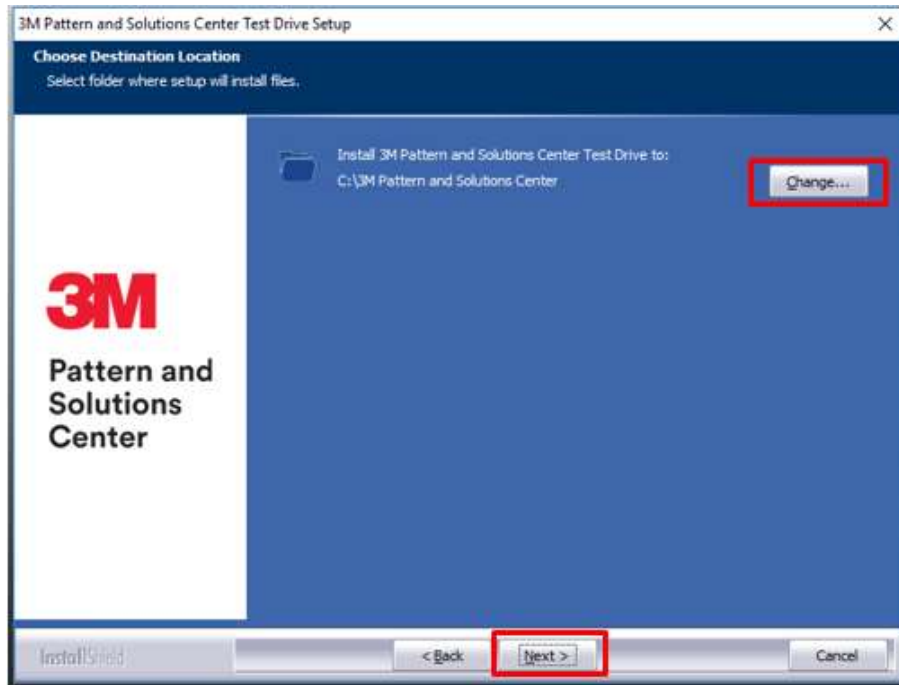 3M Pattern and Solutions Center Test Drive Setup
Choose Destination Location
Select folder where setup will install files.
Install 3M Pattern and Solutions Center Test Drive to:
C:\3M Pattern and Solutions Center
Change...
3M
Pattern and
Solutions
Center
InstallShield
< Back
Next >
Cancel